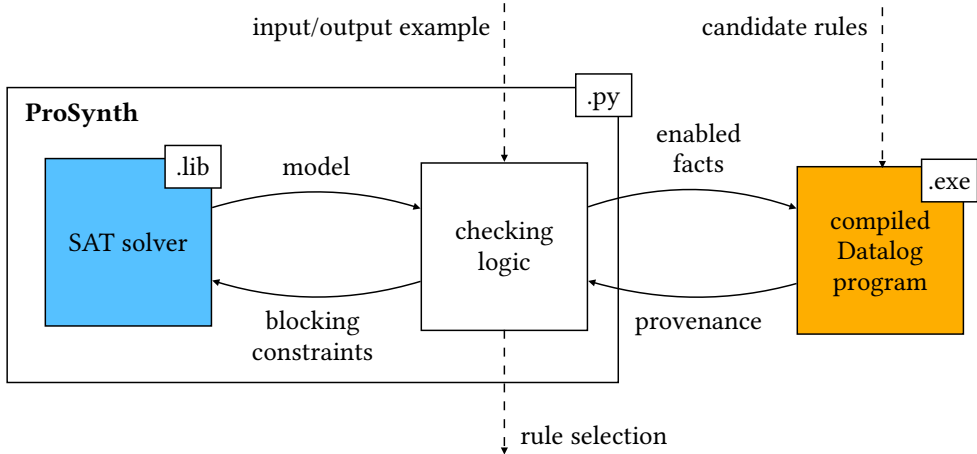 input/output example
candidate rules
.py
ProSynth
enabled
facts
.lib
model
.exe
SAT solver
checking
logic
compiled
Datalog
program
blocking
constraints
provenance
rule selection